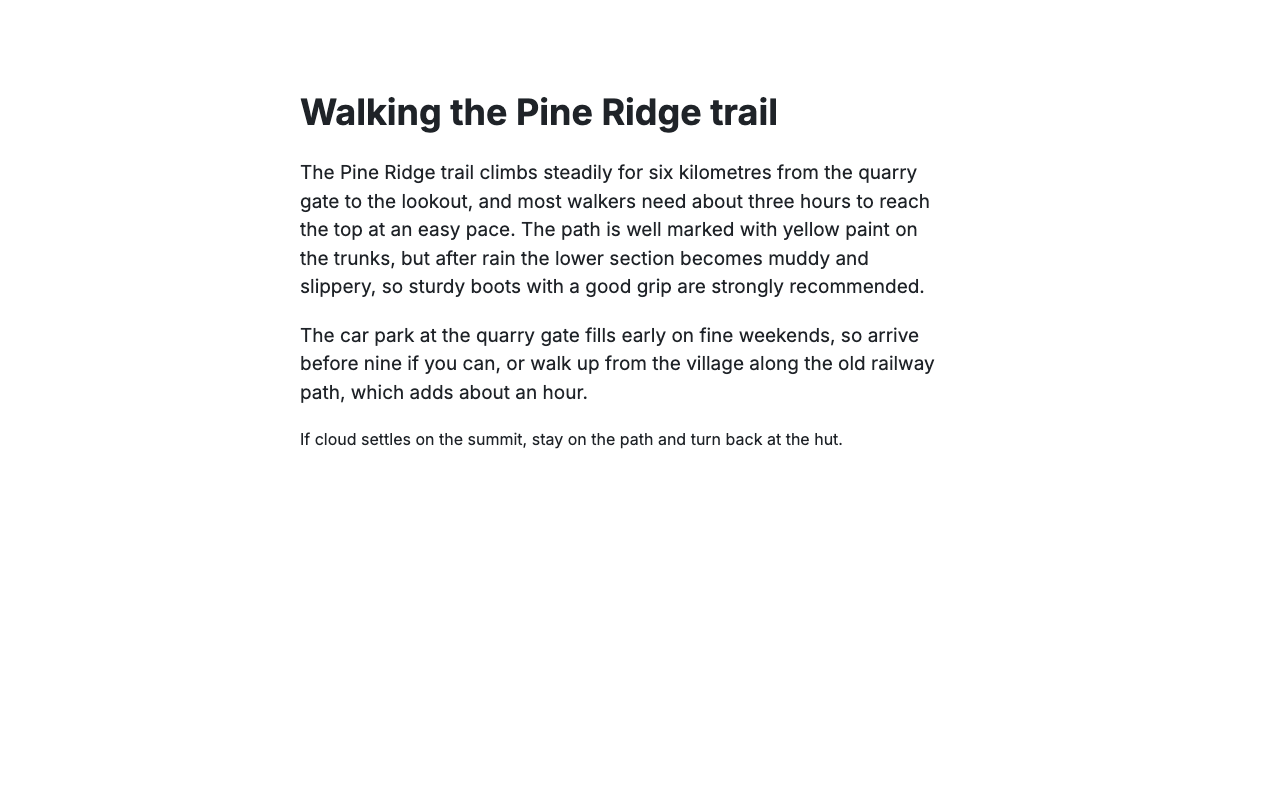 Walking the Pine Ridge trail
The Pine Ridge trail climbs steadily for six kilometres from the quarry
gate to the lookout, and most walkers need about three hours to reach
the top at an easy pace. The path is well marked with yellow paint on
the trunks, but after rain the lower section becomes muddy and
slippery, so sturdy boots with a good grip are strongly recommended.
The car park at the quarry gate fills early on fine weekends, so arrive
before nine if you can, or walk up from the village along the old railway
path, which adds about an hour.
If cloud settles on the summit, stay on the path and turn back at the hut.